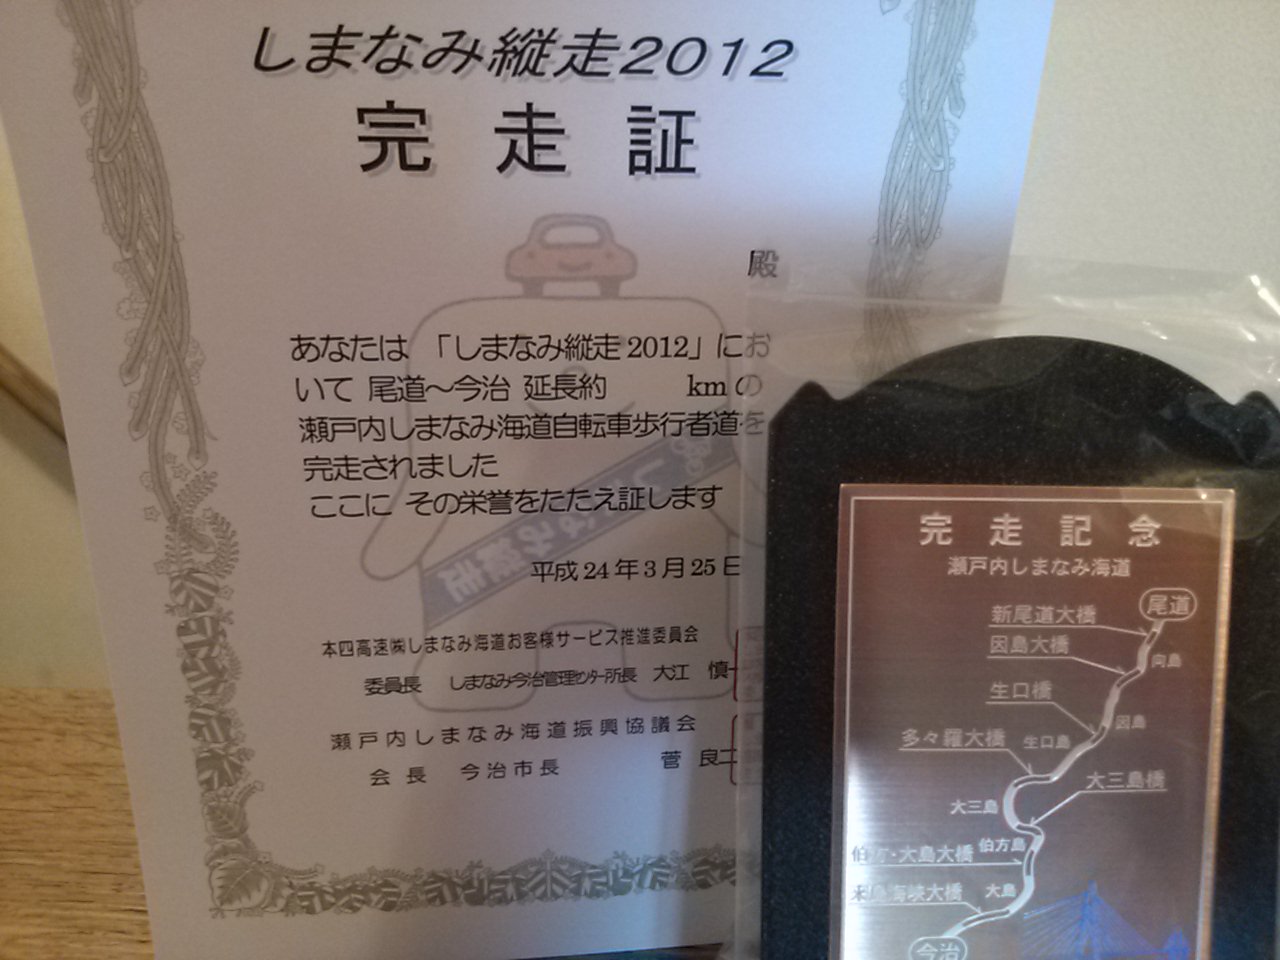 しまなみ縦走2012
完走証
殿
あなたは 「しまなみ縦走2012」にお
いて 尾道～今治 延長約 kmの
瀬戸内しまなみ海道自転車歩行者道を
完走されました
ここに その栄誉をたたえ証します
平成24年3月25日
本四高速㈱しまなみ海道お客様サービス推進委員会
委員長 しまなみ今治管理センター所長 大江 慎一
瀬戸内しまなみ海道振興協議会
会長 今治市長 菅 良二
完走記念
瀬戸内しまなみ海道
尾道
新尾道大橋
因島大橋
向島
生口橋
因島
多々羅大橋
生口島
大三島橋
大三島
伯方・大島大橋
伯方島
来島海峡大橋
大島
今治